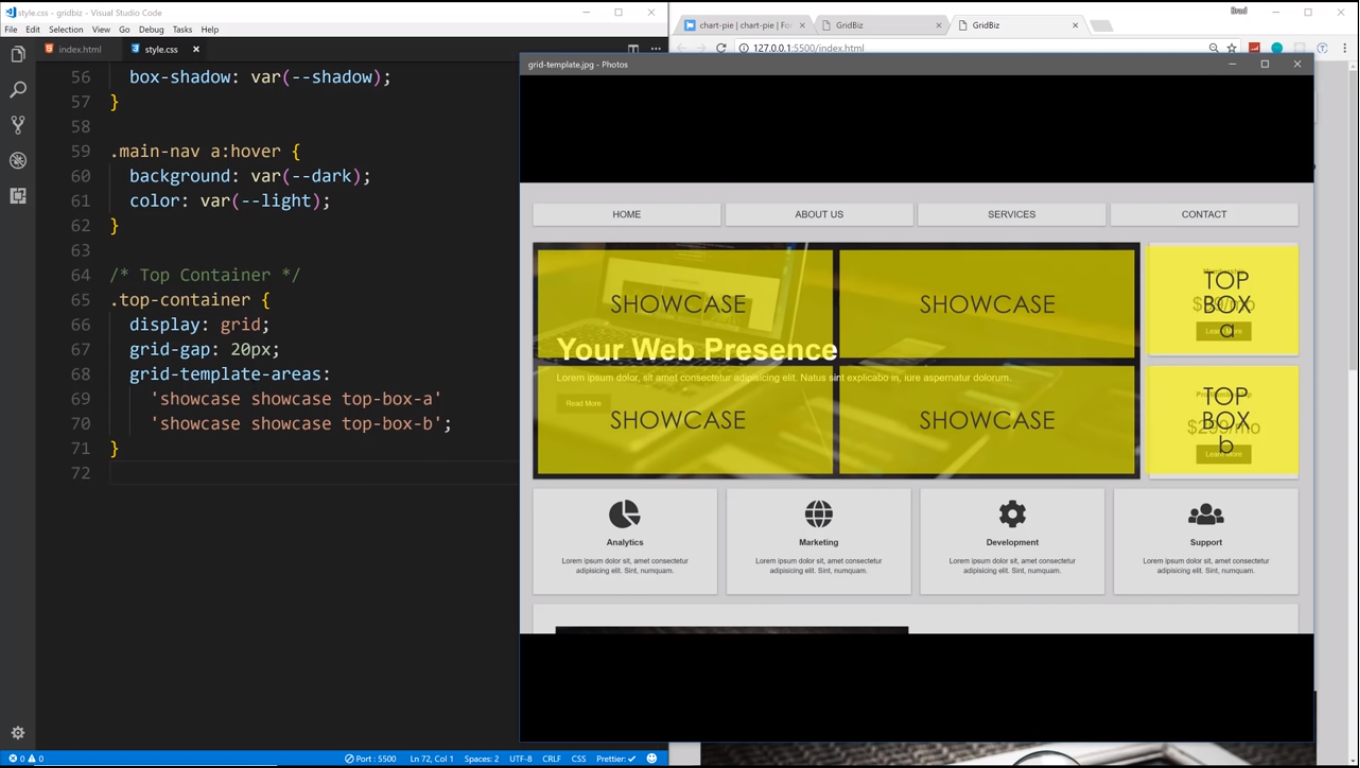 style.css - gridbiz - Visual Studio Code
File Edit Selection View Go Debug Tasks Help
index.html style.css
56 box-shadow: var(--shadow);
57 }
58
59 .main-nav a:hover {
60 background: var(--dark);
61 color: var(--light);
62 }
63
64 /* Top Container */
65 .top-container {
66 display: grid;
67 grid-gap: 20px;
68 grid-template-areas:
69 'showcase showcase top-box-a'
70 'showcase showcase top-box-b';
71 }
72
0 0 Port : 5500 Ln 72, Col 1 Spaces: 2 UTF-8 CRLF CSS Prettier: ✓
Brad
chart-pie | chart-pie | Fo GridBiz GridBiz
127.0.0.1:5500/index.html
grid-template.jpg - Photos
HOME ABOUT US SERVICES CONTACT
SHOWCASE SHOWCASE
TOP
BOX
a
Learn More
Your Web Presence
Lorem ipsum dolor, sit amet consectetur adipisicing elit. Natus sint explicabo in, iure aspernatur dolorum.
Read More
SHOWCASE SHOWCASE
TOP
BOX
b
$299/mo
Learn More
Analytics Marketing Development Support
Lorem ipsum dolor sit, amet consectetur Lorem ipsum dolor sit, amet consectetur Lorem ipsum dolor sit, amet consectetur Lorem ipsum dolor sit, amet consectetur
adipisicing elit. Sint, numquam. adipisicing elit. Sint, numquam. adipisicing elit. Sint, numquam. adipisicing elit. Sint, numquam.